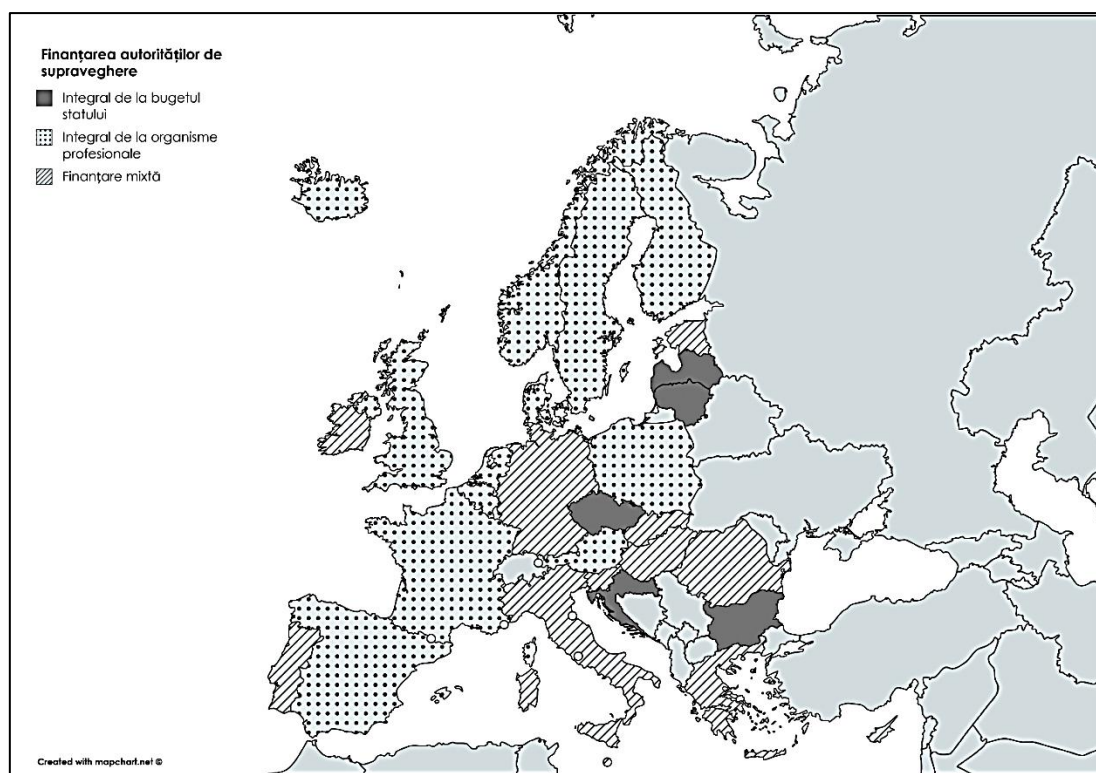 Finanțarea autorităților de
supraveghere
Integral de la bugetul
statului
Integral de la organisme
profesionale
Finanțare mixtă
Created with mapchart.net ©